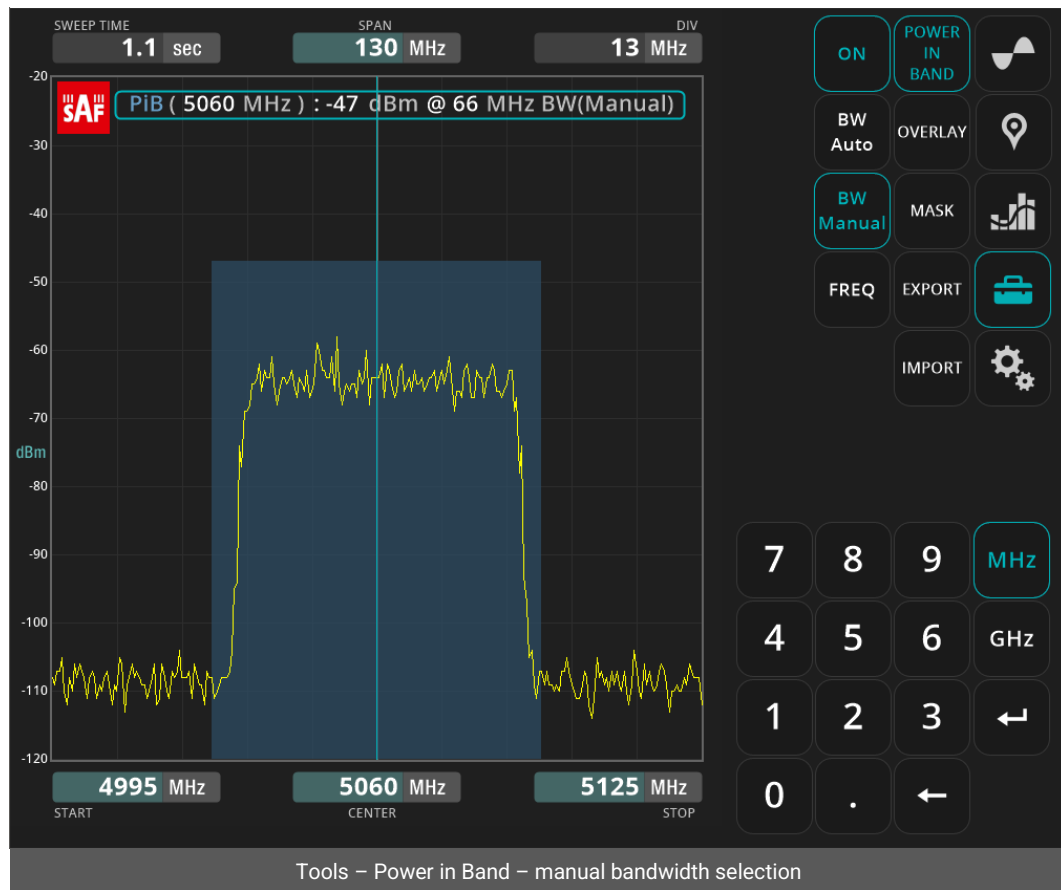 SWEEP TIME
1.1 sec
SPAN
130 MHz
DIV
13 MHz
SAF
PiB ( 5060 MHz ) : -47 dBm @ 66 MHz BW(Manual)
-20
-30
-40
-50
-60
-70
dBm
-80
-90
-100
-110
-120
4995 MHz
START
5060 MHz
CENTER
5125 MHz
STOP
ON
POWER
IN
BAND
BW
Auto
OVERLAY
BW
Manual
MASK
FREQ
EXPORT
IMPORT
7 8 9 MHz
4 5 6 GHz
1 2 3
0 .
Tools – Power in Band – manual bandwidth selection